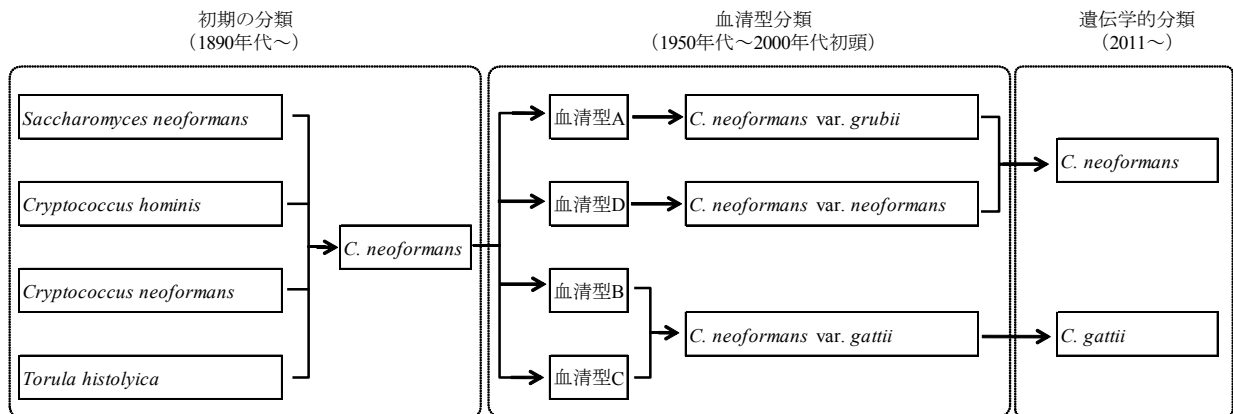 初期の分類
（1890年代～）
血清型分類
（1950年代～2000年代初頭）
遺伝学的分類
（2011～）
Saccharomyces neoformans
Cryptococcus hominis
Cryptococcus neoformans
Torula histolyica
C. neoformans
血清型A
血清型D
血清型B
血清型C
C. neoformans var. grubii
C. neoformans var. neoformans
C. neoformans var. gattii
C. neoformans
C. gattii